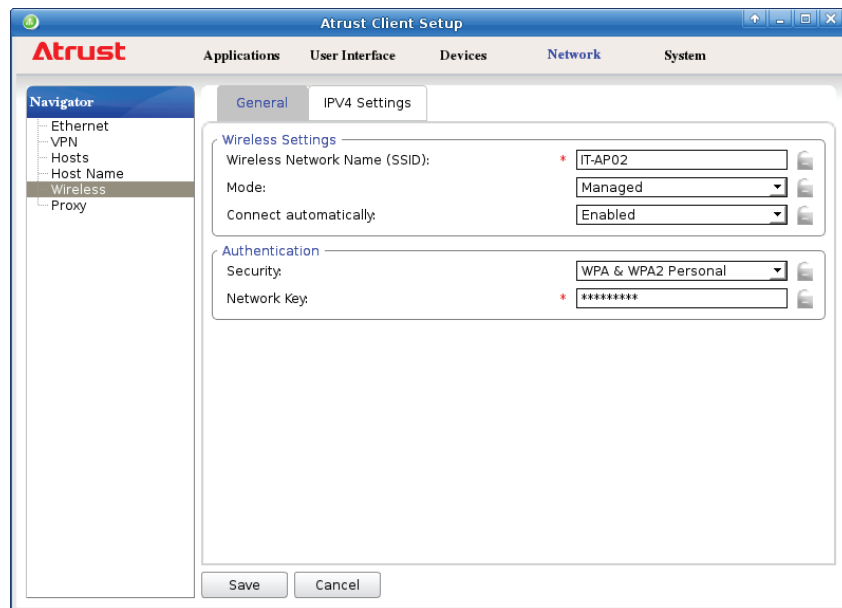 Atrust Client Setup
Atrust
Applications User Interface Devices Network System
Navigator
Ethernet
VPN
Hosts
Host Name
Wireless
Proxy
General IPV4 Settings
Wireless Settings
Wireless Network Name (SSID): * IT-AP02
Mode: Managed
Connect automatically: Enabled
Authentication
Security: WPA & WPA2 Personal
Network Key: * *********
Save Cancel